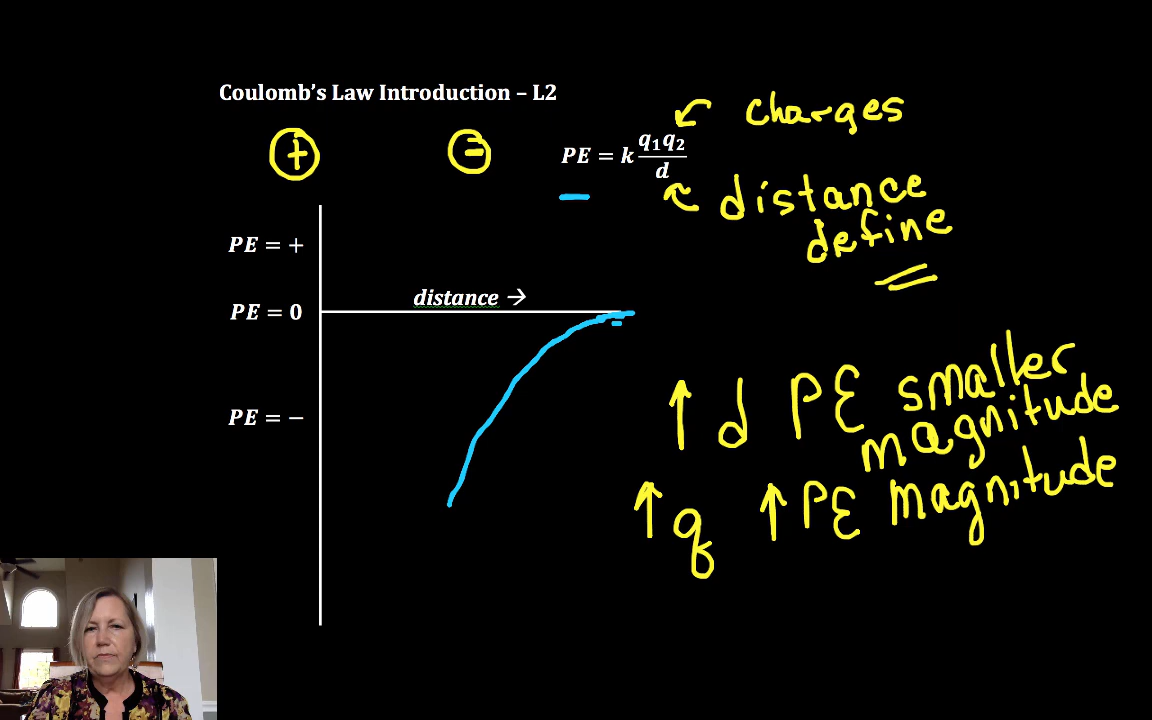 Coulomb's Law Introduction – L2
+
-
PE = k q₁q₂/d
charges
distance
define
PE = +
distance →
PE = 0
PE = −
↑ d PE smaller
magnitude
↑ q ↑ PE magnitude